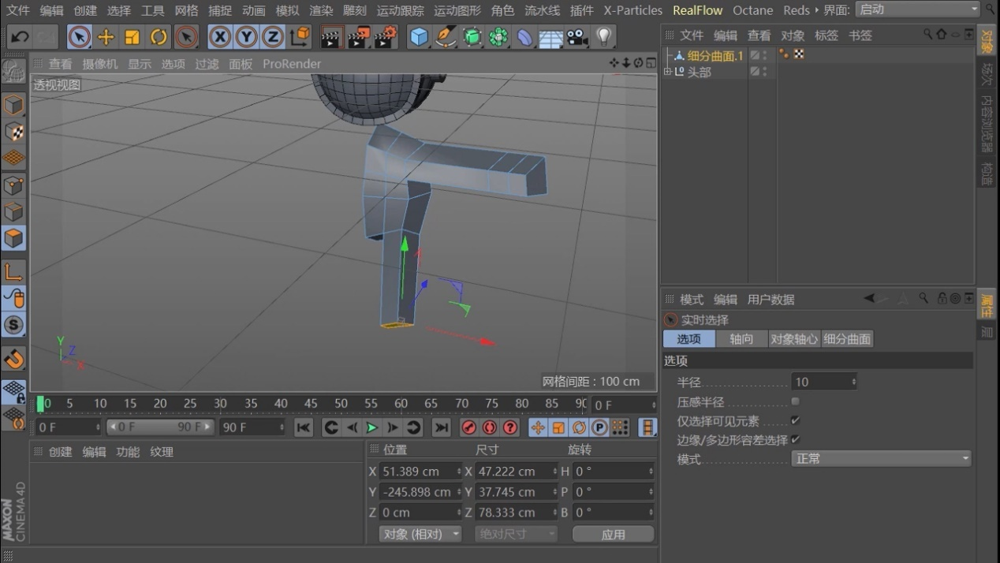 文件 编辑 创建 选择 工具 网格 捕捉 动画 模拟 渲染 雕刻 运动跟踪 运动图形 角色 流水线 插件 X-Particles RealFlow Octane Reds 界面: 启动
文件 编辑 查看 对象 标签 书签
细分曲面.1
头部
对象
场次
内容浏览器
构造
查看 摄像机 显示 选项 过滤 面板 ProRender
透视视图
网格间距 : 100 cm
Y
Z
X
0 5 10 15 20 25 30 35 40 45 50 55 60 65 70 75 80 85 90 0 F
0 F 0 F 90 F 90 F
创建 编辑 功能 纹理
位置 尺寸 旋转
X 51.389 cm X 47.222 cm H 0 °
Y -245.898 cm Y 37.745 cm P 0 °
Z 0 cm Z 78.333 cm B 0 °
对象 (相对) 绝对尺寸 应用
模式 编辑 用户数据
实时选择
选项 轴向 对象轴心 细分曲面
选项
半径 10
压感半径
仅选择可见元素
边缘/多边形容差选择
模式 正常
属性
层
MAXON
CINEMA 4D